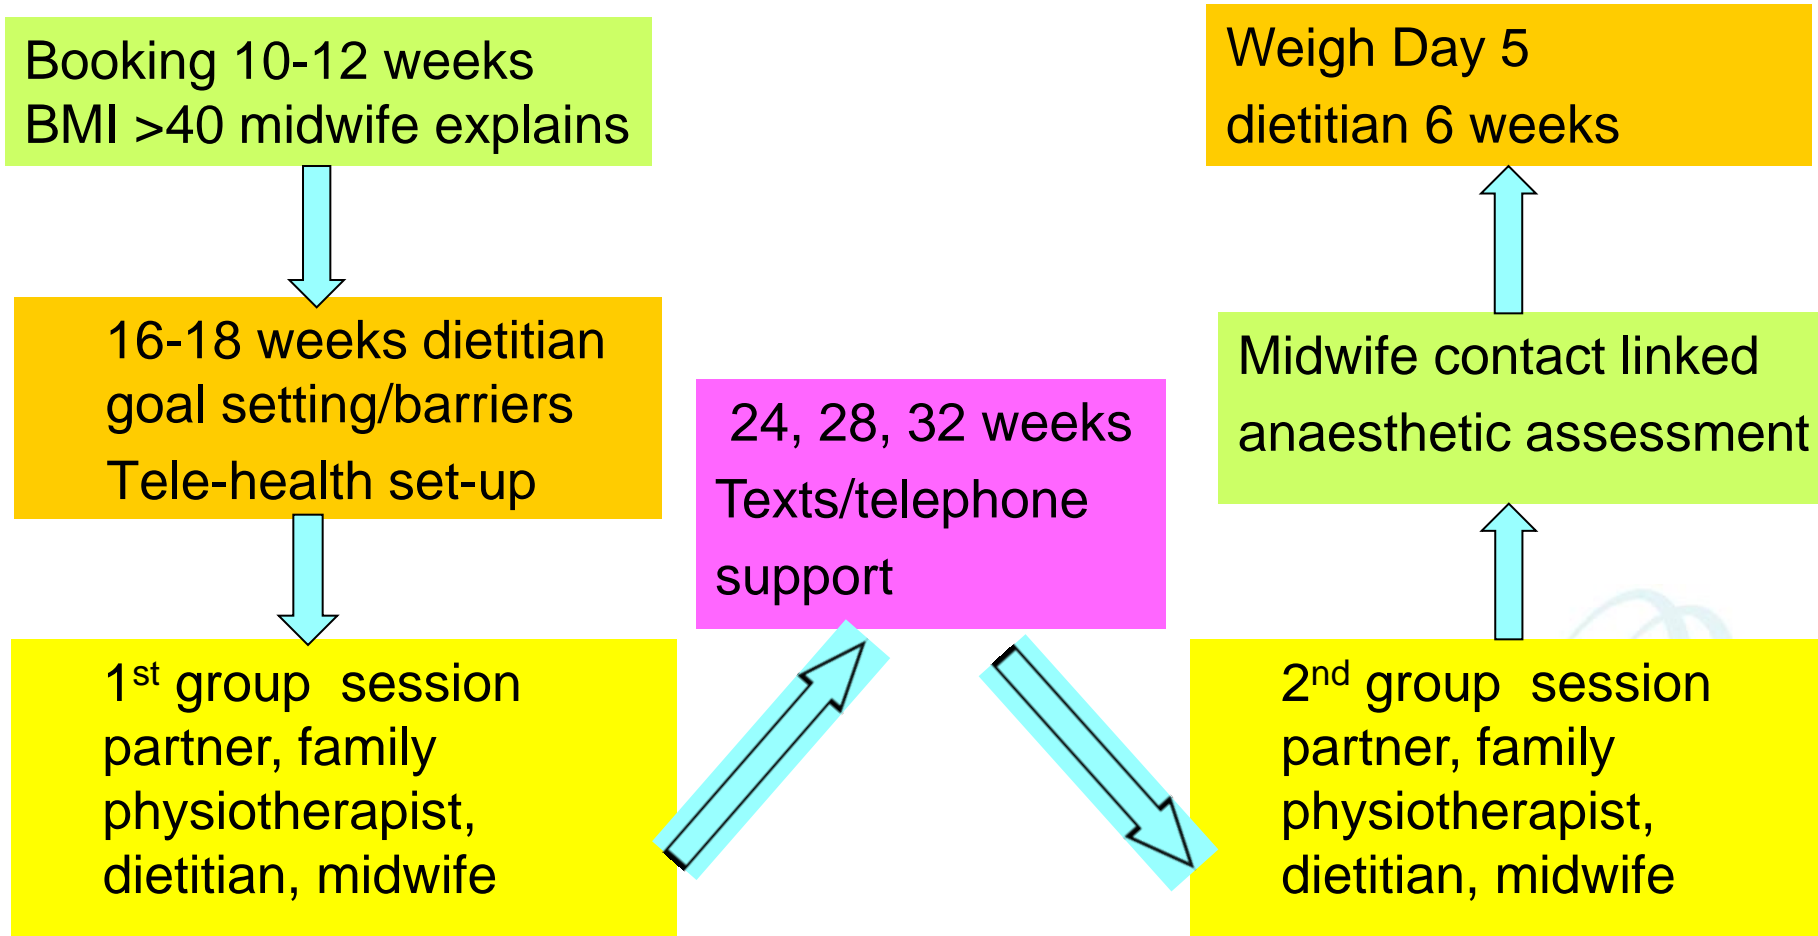 Booking 10-12 weeks
BMI >40 midwife explains
16-18 weeks dietitian
goal setting/barriers
Tele-health set-up
1st group session
partner, family
physiotherapist,
dietitian, midwife
24, 28, 32 weeks
Texts/telephone
support
2nd group session
partner, family
physiotherapist,
dietitian, midwife
Midwife contact linked
anaesthetic assessment
Weigh Day 5
dietitian 6 weeks